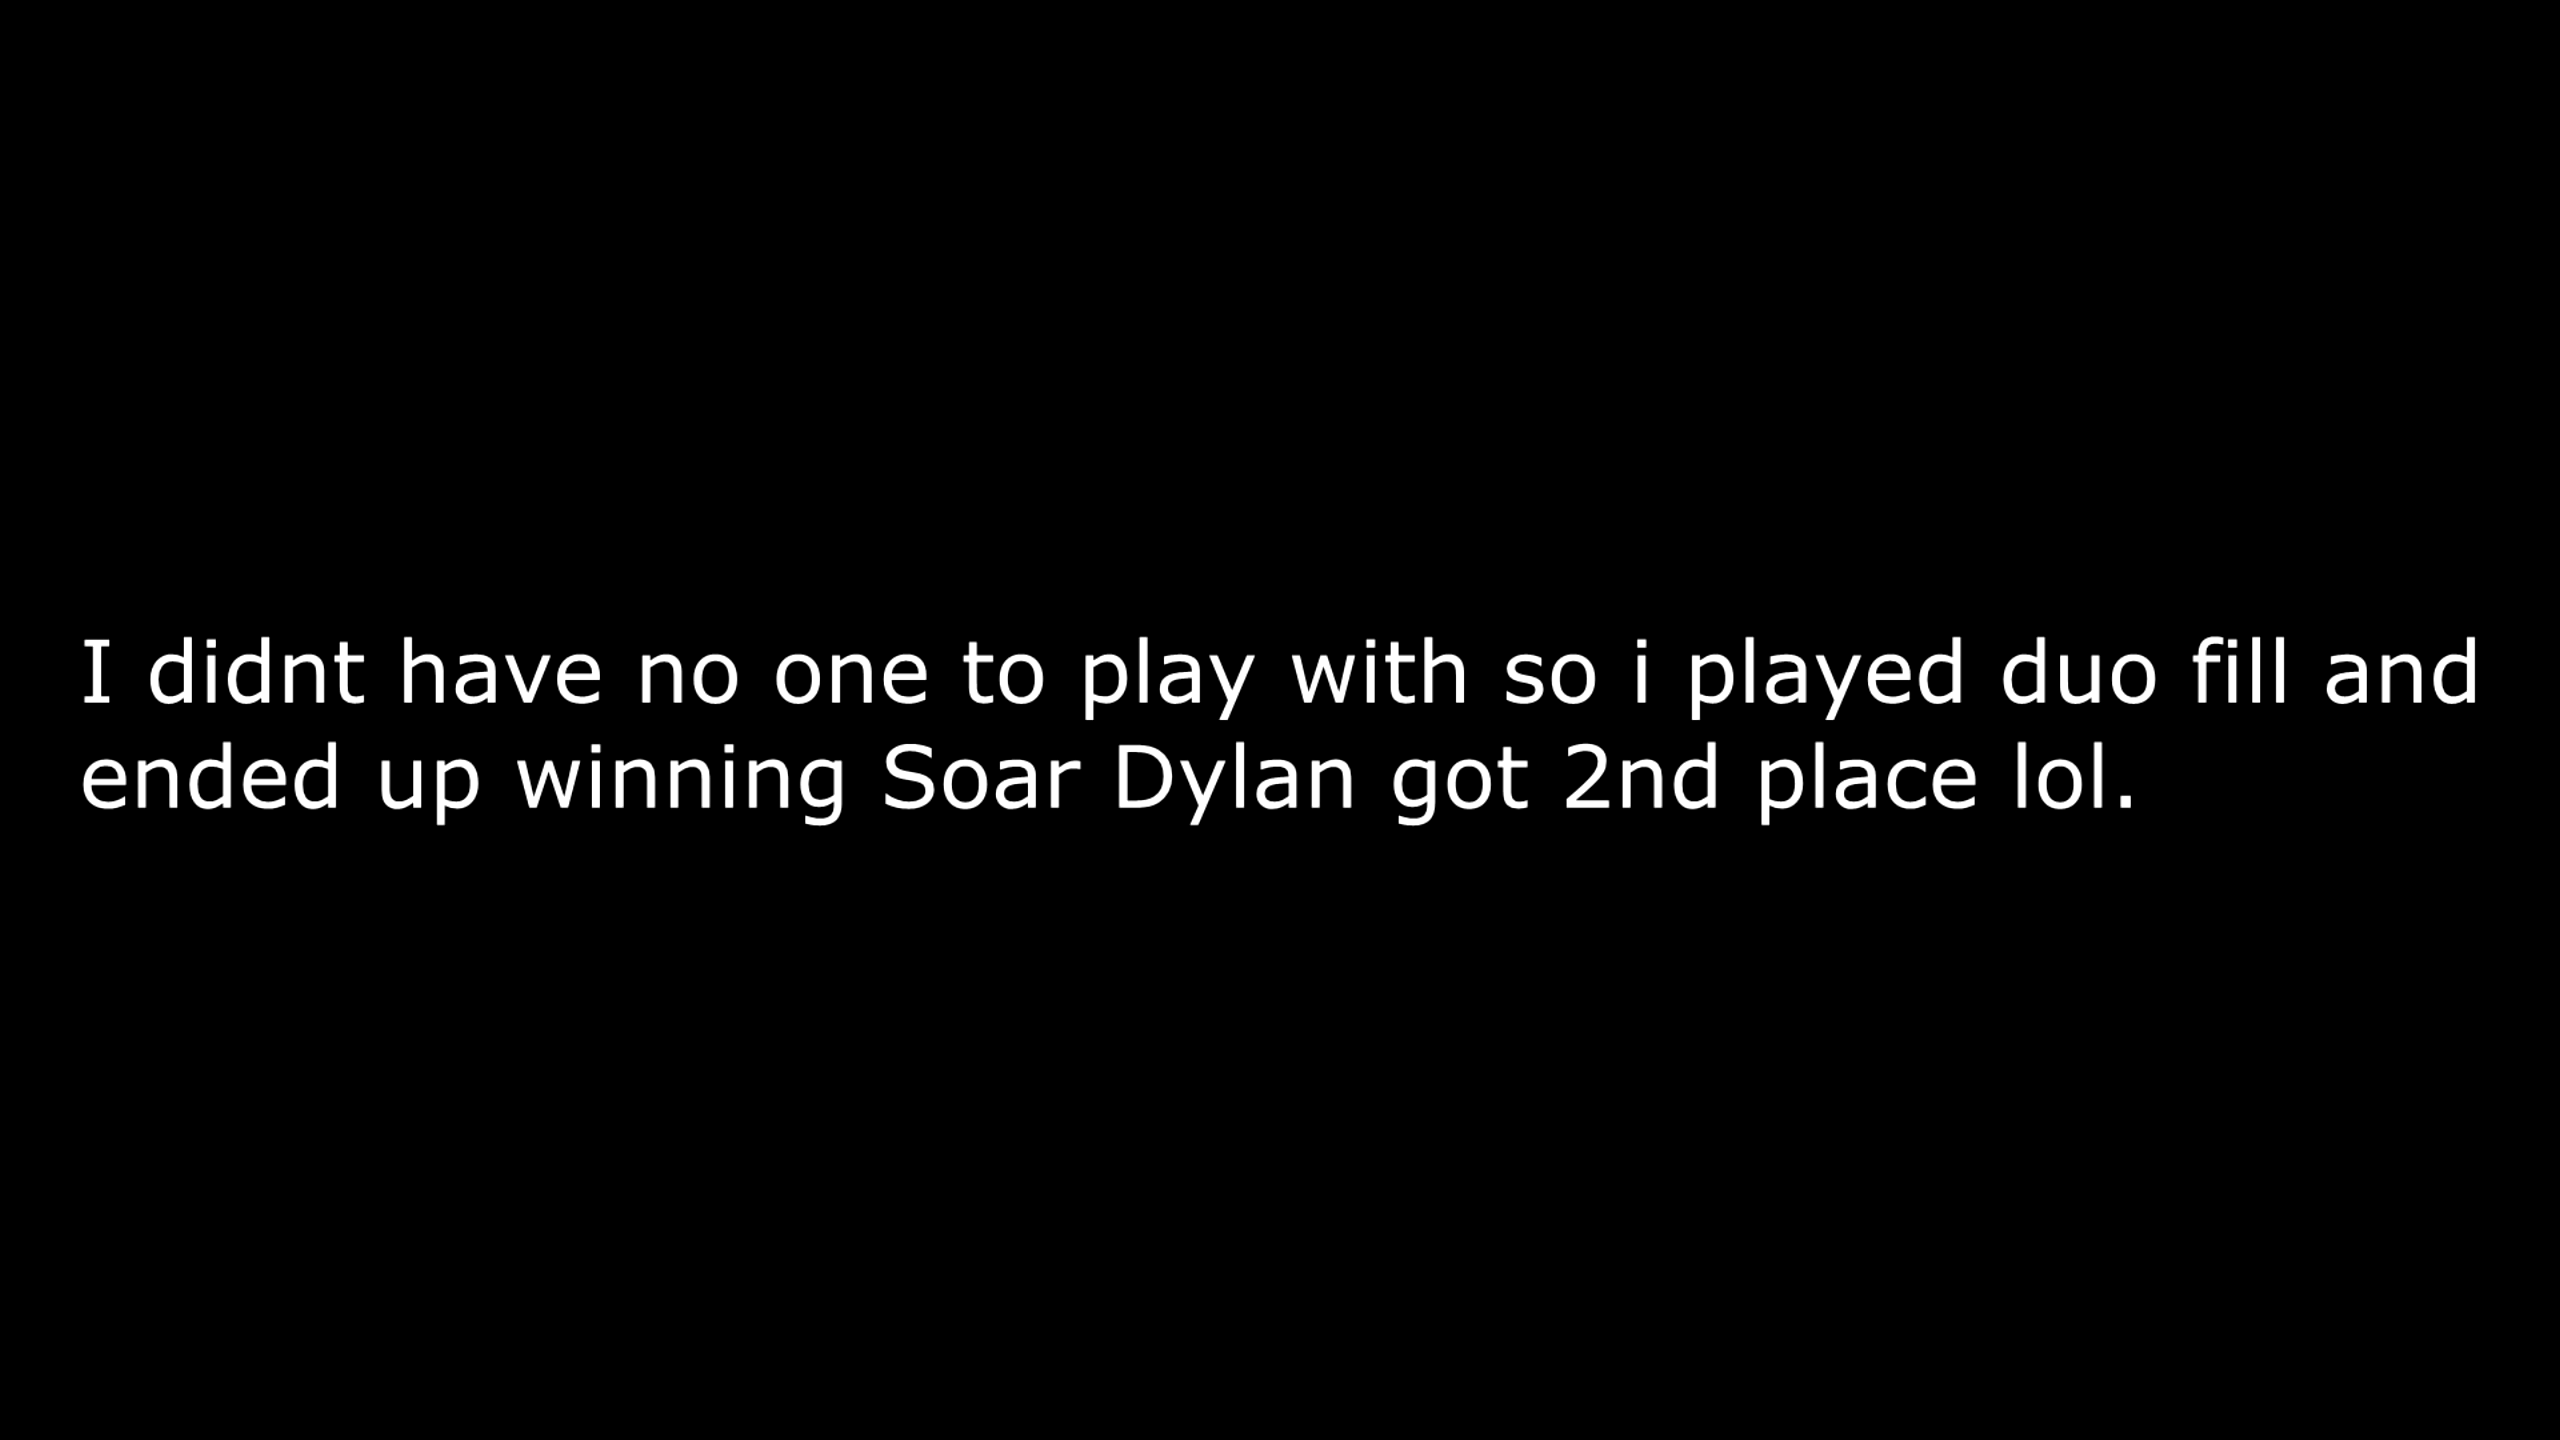 I didnt have no one to play with so i played duo fill and
ended up winning Soar Dylan got 2nd place lol.